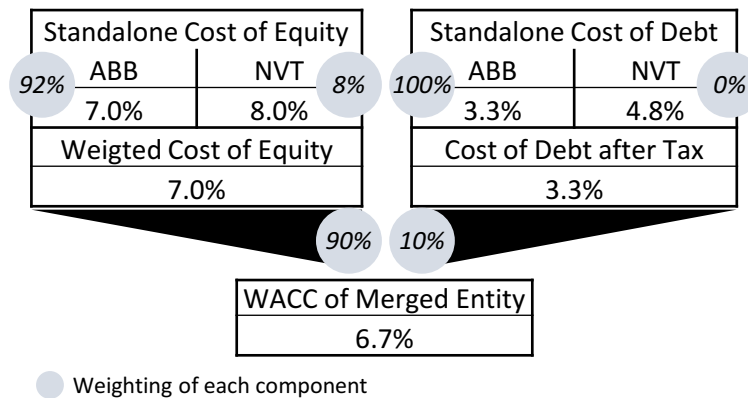 Standalone Cost of Equity
92% ABB NVT 8%
7.0% 8.0%
Weigted Cost of Equity
7.0%
Standalone Cost of Debt
100% ABB NVT 0%
3.3% 4.8%
Cost of Debt after Tax
3.3%
90% 10%
WACC of Merged Entity
6.7%
Weighting of each component